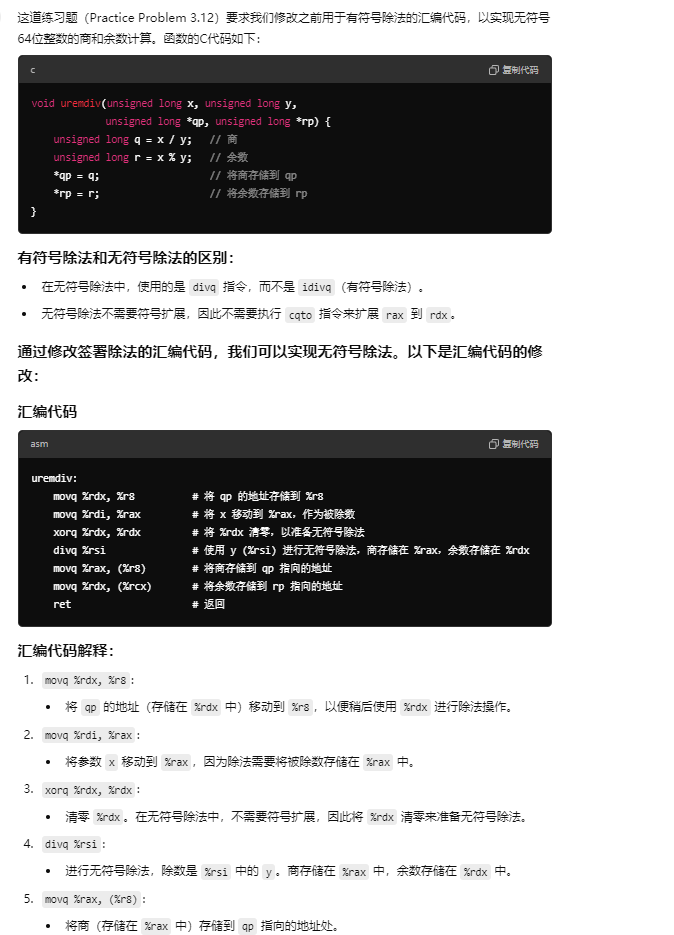 这道练习题（Practice Problem 3.12）要求我们修改之前用于有符号除法的汇编代码，以实现无符号
64位整数的商和余数计算。函数的C代码如下：
c
复制代码
void uremdiv(unsigned long x, unsigned long y,
unsigned long *qp, unsigned long *rp) {
unsigned long q = x / y;   // 商
unsigned long r = x % y;   // 余数
*qp = q;                   // 将商存储到 qp
*rp = r;                   // 将余数存储到 rp
}
有符号除法和无符号除法的区别：
• 在无符号除法中，使用的是 divq 指令，而不是 idivq（有符号除法）。
• 无符号除法不需要符号扩展，因此不需要执行 cqto 指令来扩展 rax 到 rdx。
通过修改签署除法的汇编代码，我们可以实现无符号除法。以下是汇编代码的修
改：
汇编代码
asm
复制代码
uremdiv:
movq %rdx, %r8         # 将 qp 的地址存储到 %r8
movq %rdi, %rax        # 将 x 移动到 %rax，作为被除数
xorq %rdx, %rdx        # 将 %rdx 清零，以准备无符号除法
divq %rsi              # 使用 y (%rsi) 进行无符号除法，商存储在 %rax，余数存储在 %rdx
movq %rax, (%r8)       # 将商存储到 qp 指向的地址
movq %rdx, (%rcx)      # 将余数存储到 rp 指向的地址
ret                    # 返回
汇编代码解释：
1. movq %rdx, %r8：
• 将 qp 的地址（存储在 %rdx 中）移动到 %r8，以便稍后使用 %rdx 进行除法操作。
2. movq %rdi, %rax：
• 将参数 x 移动到 %rax，因为除法需要将被除数存储在 %rax 中。
3. xorq %rdx, %rdx：
• 清零 %rdx。在无符号除法中，不需要符号扩展，因此将 %rdx 清零来准备无符号除法。
4. divq %rsi：
• 进行无符号除法，除数是 %rsi 中的 y。商存储在 %rax 中，余数存储在 %rdx 中。
5. movq %rax, (%r8)：
• 将商（存储在 %rax 中）存储到 qp 指向的地址处。